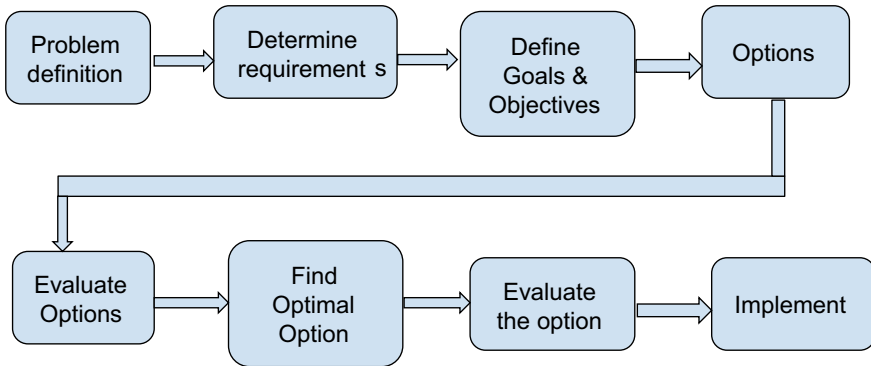 Problem
definition
Determine
requirement s
Define
Goals &
Objectives
Options
Evaluate
Options
Find
Optimal
Option
Evaluate
the option
Implement